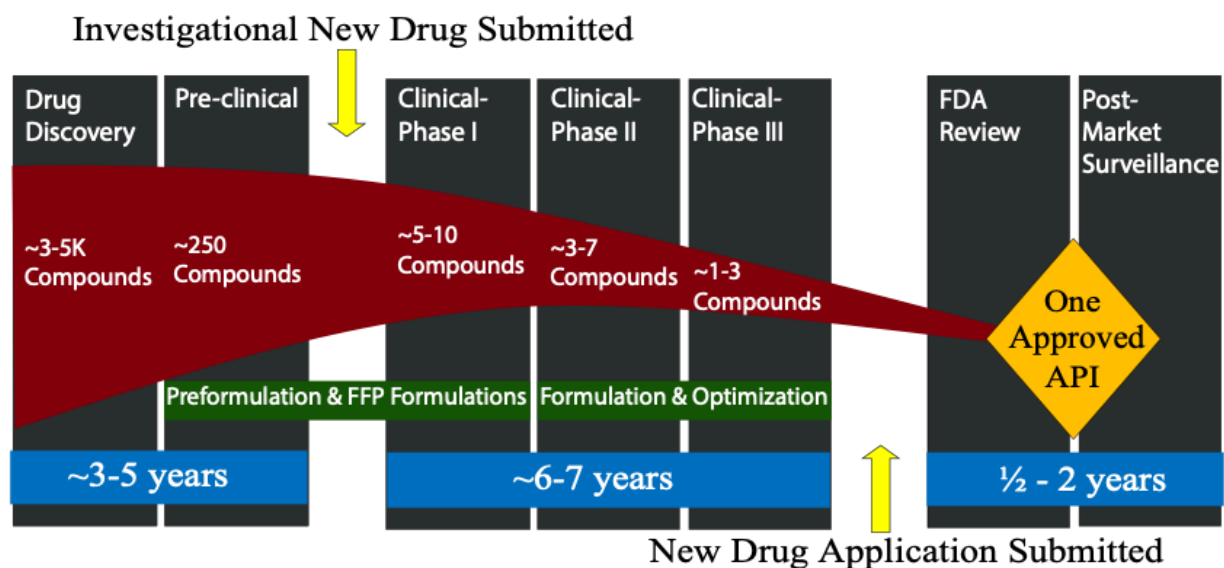 Investigational New Drug Submitted
Drug
Discovery
Pre-clinical
Clinical-
Phase I
Clinical-
Phase II
Clinical-
Phase III
FDA
Review
Post-
Market
Surveillance
~3-5K
Compounds
~250
Compounds
~5-10
Compounds
~3-7
Compounds
~1-3
Compounds
One
Approved
API
Preformulation & FFP Formulations
Formulation & Optimization
~3-5 years
~6-7 years
½ - 2 years
New Drug Application Submitted